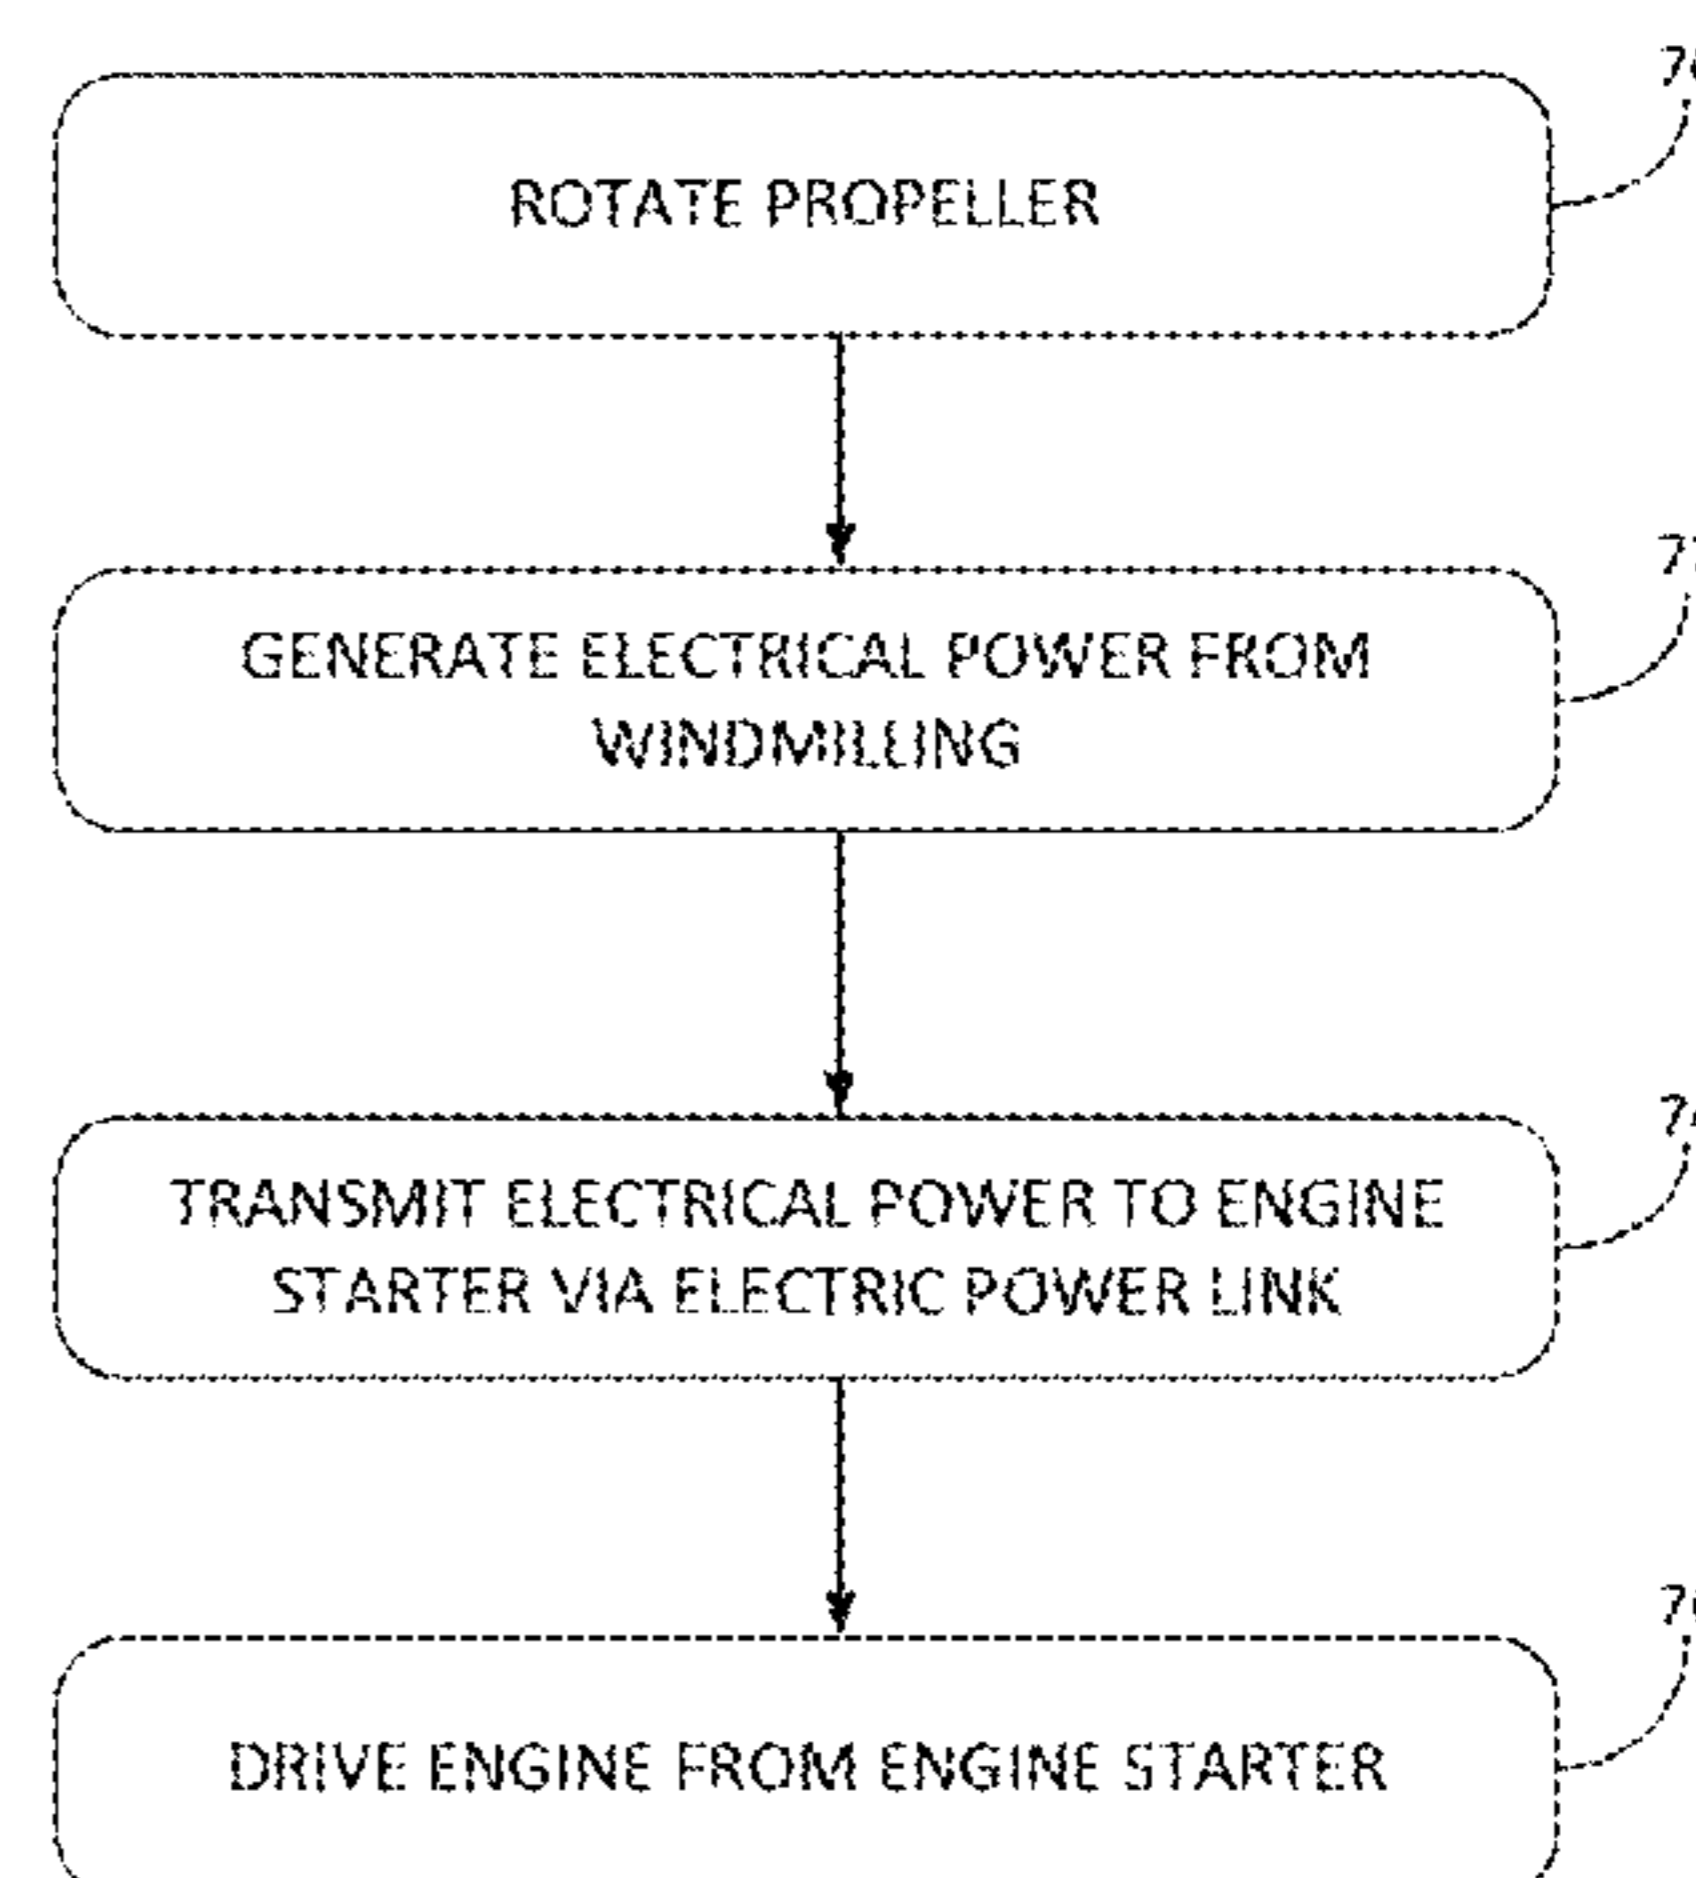 ROTATE PROPELLER
GENERATE ELECTRICAL POWER FROM
WINDMILLING
TRANSMIT ELECTRICAL POWER TO ENGINE
STARTER VIA ELECTRIC POWER LINK
DRIVE ENGINE FROM ENGINE STARTER